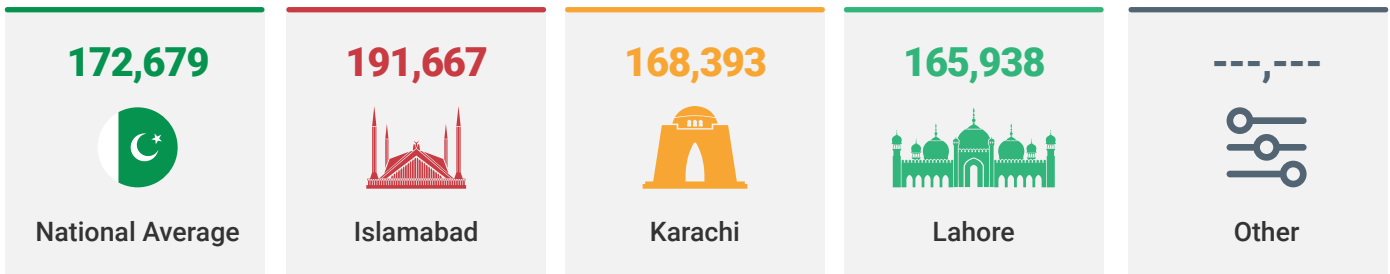 172,679
National Average
191,667
Islamabad
168,393
Karachi
165,938
Lahore
---,---
Other